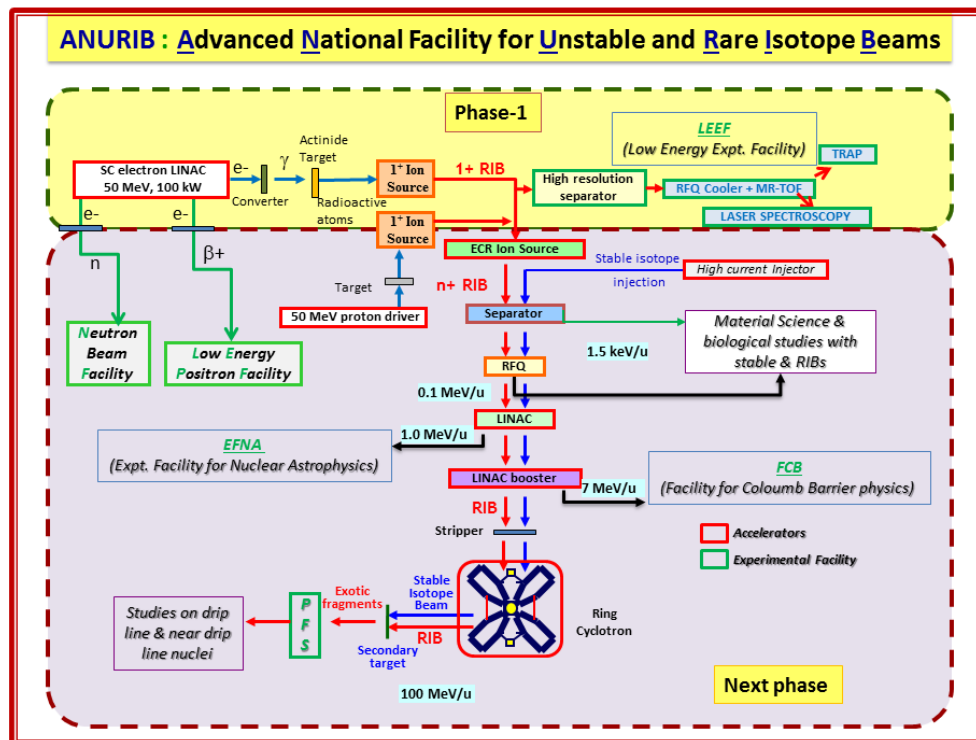 ANURIB : Advanced National Facility for Unstable and Rare Isotope Beams
Phase-1
LEEF
(Low Energy Expt. Facility)
TRAP
SC electron LINAC
50 MeV, 100 kW
e-
γ
Converter
Actinide
Target
Radioactive
atoms
1+ Ion
Source
1+ RIB
High resolution
separator
RFQ Cooler + MR-TOF
LASER SPECTROSCOPY
e-
e-
1+ Ion
Source
ECR Ion Source
n
β+
Target
n+ RIB
Stable isotope
injection
High current Injector
50 MeV proton driver
Separator
Neutron
Beam
Facility
Low Energy
Positron Facility
1.5 keV/u
Material Science &
biological studies with
stable & RIBs
RFQ
0.1 MeV/u
LINAC
1.0 MeV/u
EFNA
(Expt. Facility for Nuclear Astrophysics)
LINAC booster
7 MeV/u
FCB
(Facility for Coloumb Barrier physics)
RIB
Stripper
Accelerators
Experimental Facility
Studies on drip
line & near drip
line nuclei
P
F
S
Exotic
fragments
Stable
Isotope
Beam
RIB
Secondary
target
Ring
Cyclotron
100 MeV/u
Next phase